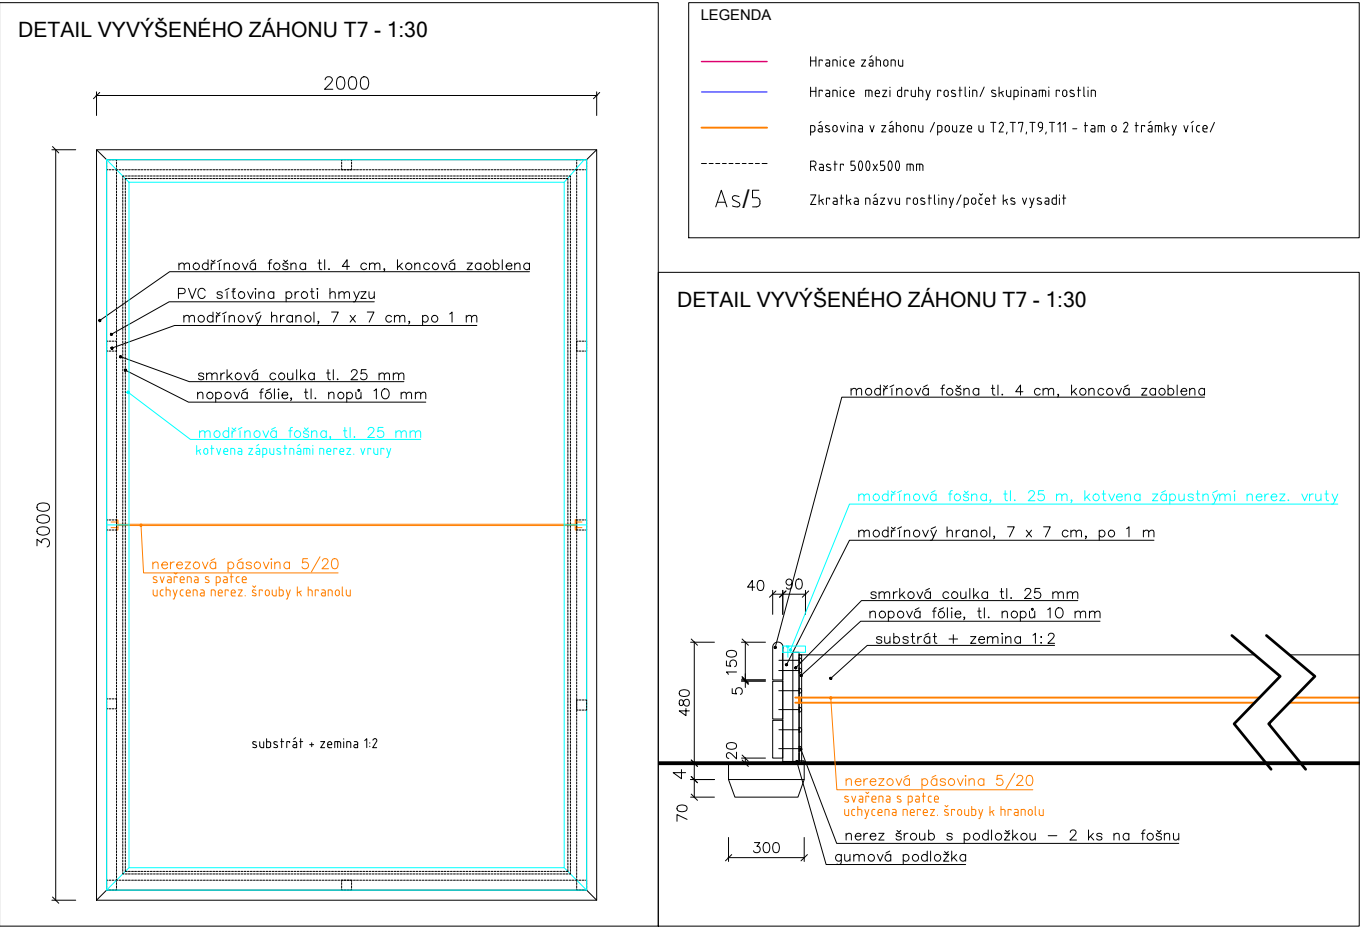 DETAIL VYVÝŠENÉHO ZÁHONU T7 - 1:30
2000
3000
modřínová fošna tl. 4 cm, koncová zaoblena
PVC síťovina proti hmyzu
modřínový hranol, 7 x 7 cm, po 1 m
smrková coulka tl. 25 mm
nopová fólie, tl. nopů 10 mm
modřínová fošna, tl. 25 mm
kotvena zápustnámi nerez. vrury
nerezová pásovina 5/20
svařena s patce
uchycena nerez. šrouby k hranolu
substrát + zemina 1:2
LEGENDA
Hranice záhonu
Hranice mezi druhy rostlin/ skupinami rostlin
pásovina v záhonu /pouze u T2,T7,T9,T11 - tam o 2 trámky více/
Rastr 500x500 mm
As/5
Zkratka názvu rostliny/počet ks vysadit
DETAIL VYVÝŠENÉHO ZÁHONU T7 - 1:30
modřínová fošna tl. 4 cm, koncová zaoblena
modřínová fošna, tl. 25 m, kotvena zápustnými nerez. vruty
modřínový hranol, 7 x 7 cm, po 1 m
40
90
smrková coulka tl. 25 mm
nopová fólie, tl. nopů 10 mm
substrát + zemina 1:2
150
5
480
20
4
70
300
nerezová pásovina 5/20
svařena s patce
uchycena nerez. šrouby k hranolu
nerez šroub s podložkou – 2 ks na fošnu
gumová podložka